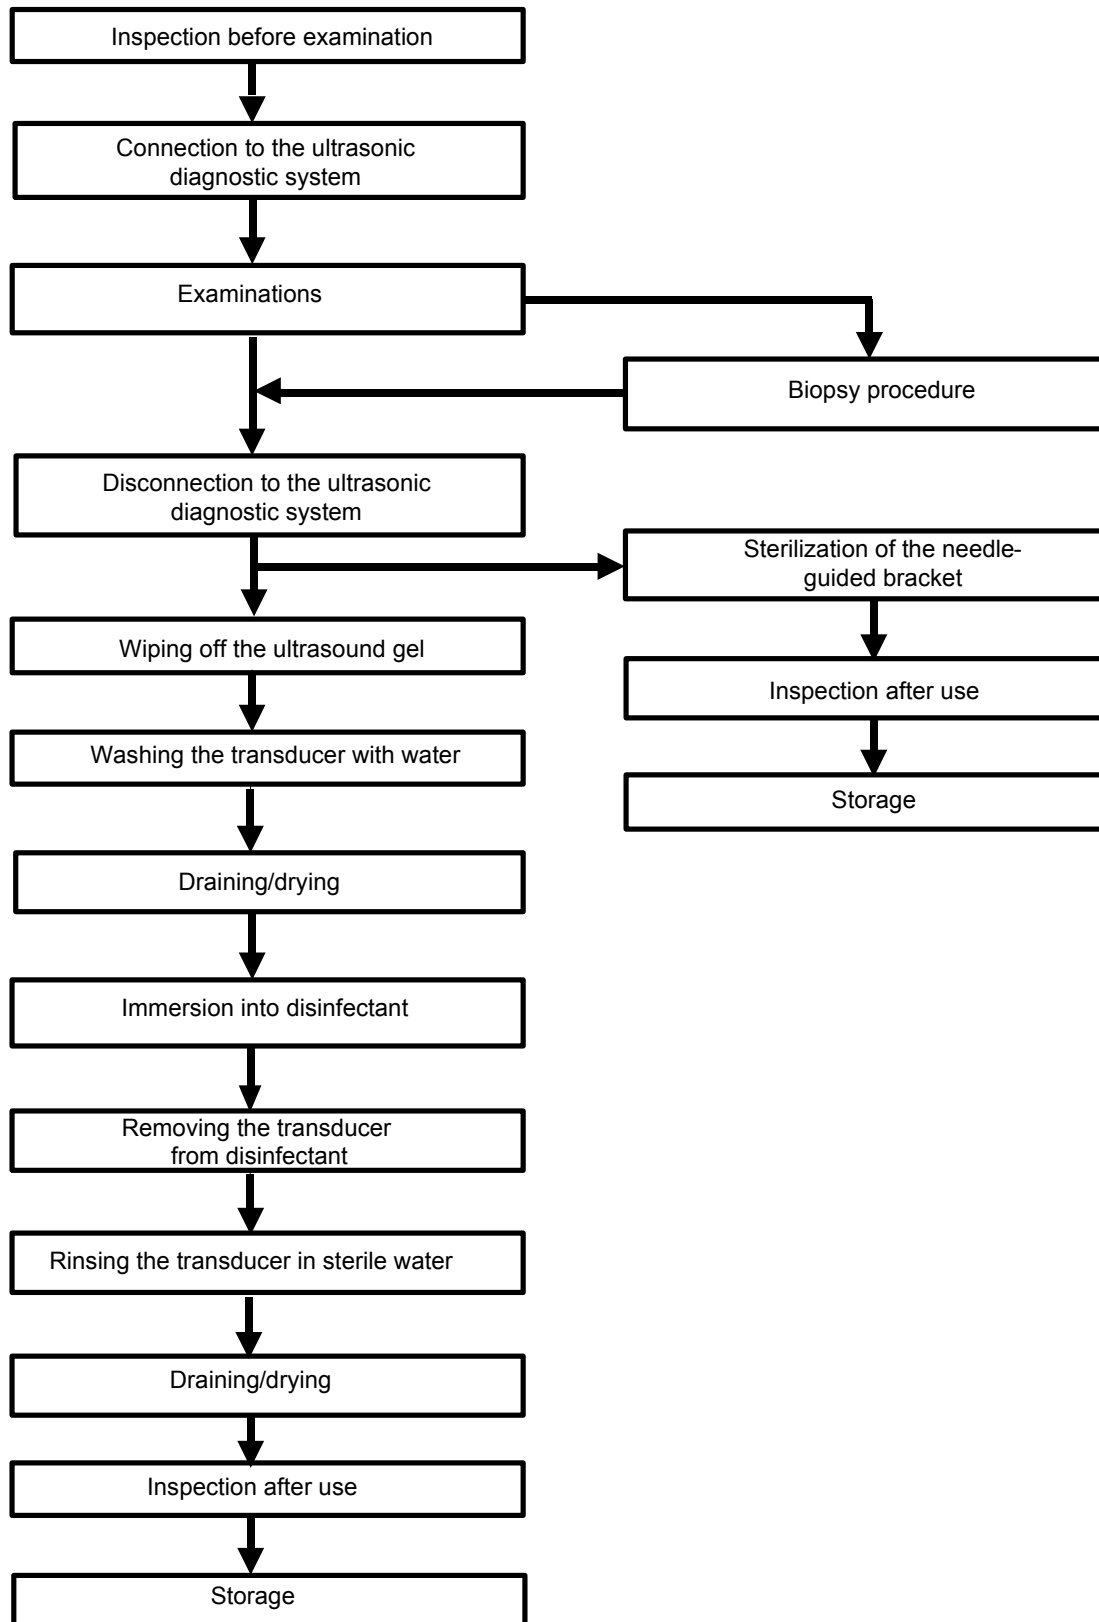 Inspection before examination
Connection to the ultrasonic
diagnostic system
Examinations
Biopsy procedure
Disconnection to the ultrasonic
diagnostic system
Sterilization of the needle-
guided bracket
Wiping off the ultrasound gel
Inspection after use
Washing the transducer with water
Storage
Draining/drying
Immersion into disinfectant
Removing the transducer
from disinfectant
Rinsing the transducer in sterile water
Draining/drying
Inspection after use
Storage